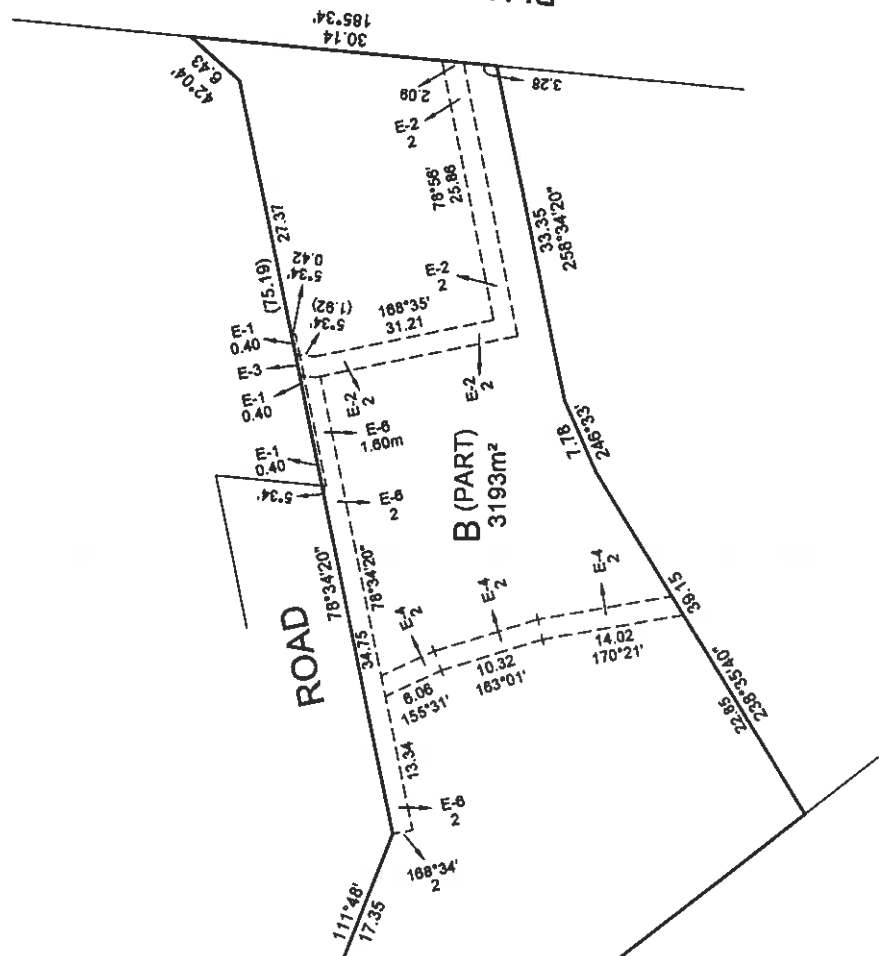 185°34'
30.14
42°04'
6.43
2.09
3.28
E-2
2
78°56'
25.86
27.37
(75.19)
0.42
5°34'
E-2
2
33.35
258°34'20"
E-1
0.40
(1.92)
5°34'
168°35'
31.21
E-3
E-1
0.40
E-2
2
E-2
2
E-6
1.60m
E-1
0.40
5°34'
7.78
246°33'
B (PART)
3193m²
E-6
2
78°34'20"
78°34'20"
ROAD
34.75
E-4
2
E-4
2
E-4
2
39.15
6.06
155°31'
10.32
163°01'
14.02
170°21'
13.34
22.85
238°35'40"
E-6
2
168°34'
2
111°48'
17.35